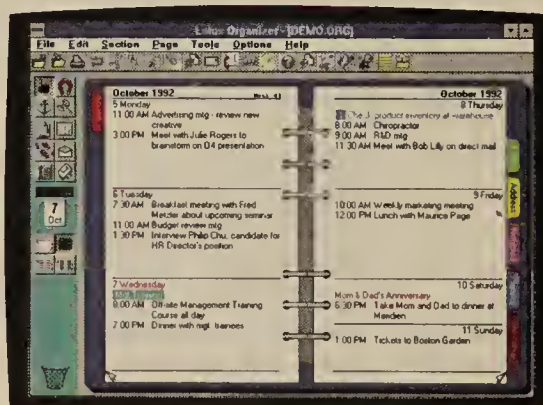 Lotus Organizer - [DEMO.ORG]
File Edit Section Page Tools Options Help
October 1992
5 Monday
11:00 AM Advertising mtg - review new
creative
3:00 PM Meet with Julie Rogers to
brainstorm on Q4 presentation
6 Tuesday
7:30 AM Breakfast meeting with Fred
Metzler about upcoming seminar
11:00 AM Budget review mtg
1:30 PM Interview Philip Chu, candidate for
HR Director's position
7 Wednesday
8:00 AM Off-site Management Training
Course all day
7:00 PM Dinner with mgt. trainees
October 1992
8 Thursday
product inventory at warehouse
8:00 AM Chiropractor
9:00 AM R&D mtg
11:30 AM Meet with Bob Lilly on direct mail
9 Friday
10:00 AM Weekly marketing meeting
12:00 PM Lunch with Maurice Page
10 Saturday
Mom & Dad's Anniversary
6:30 PM Take Mom and Dad to dinner at
11 Sunday
1:00 PM Tickets to Boston Garden
Address
7
Oct